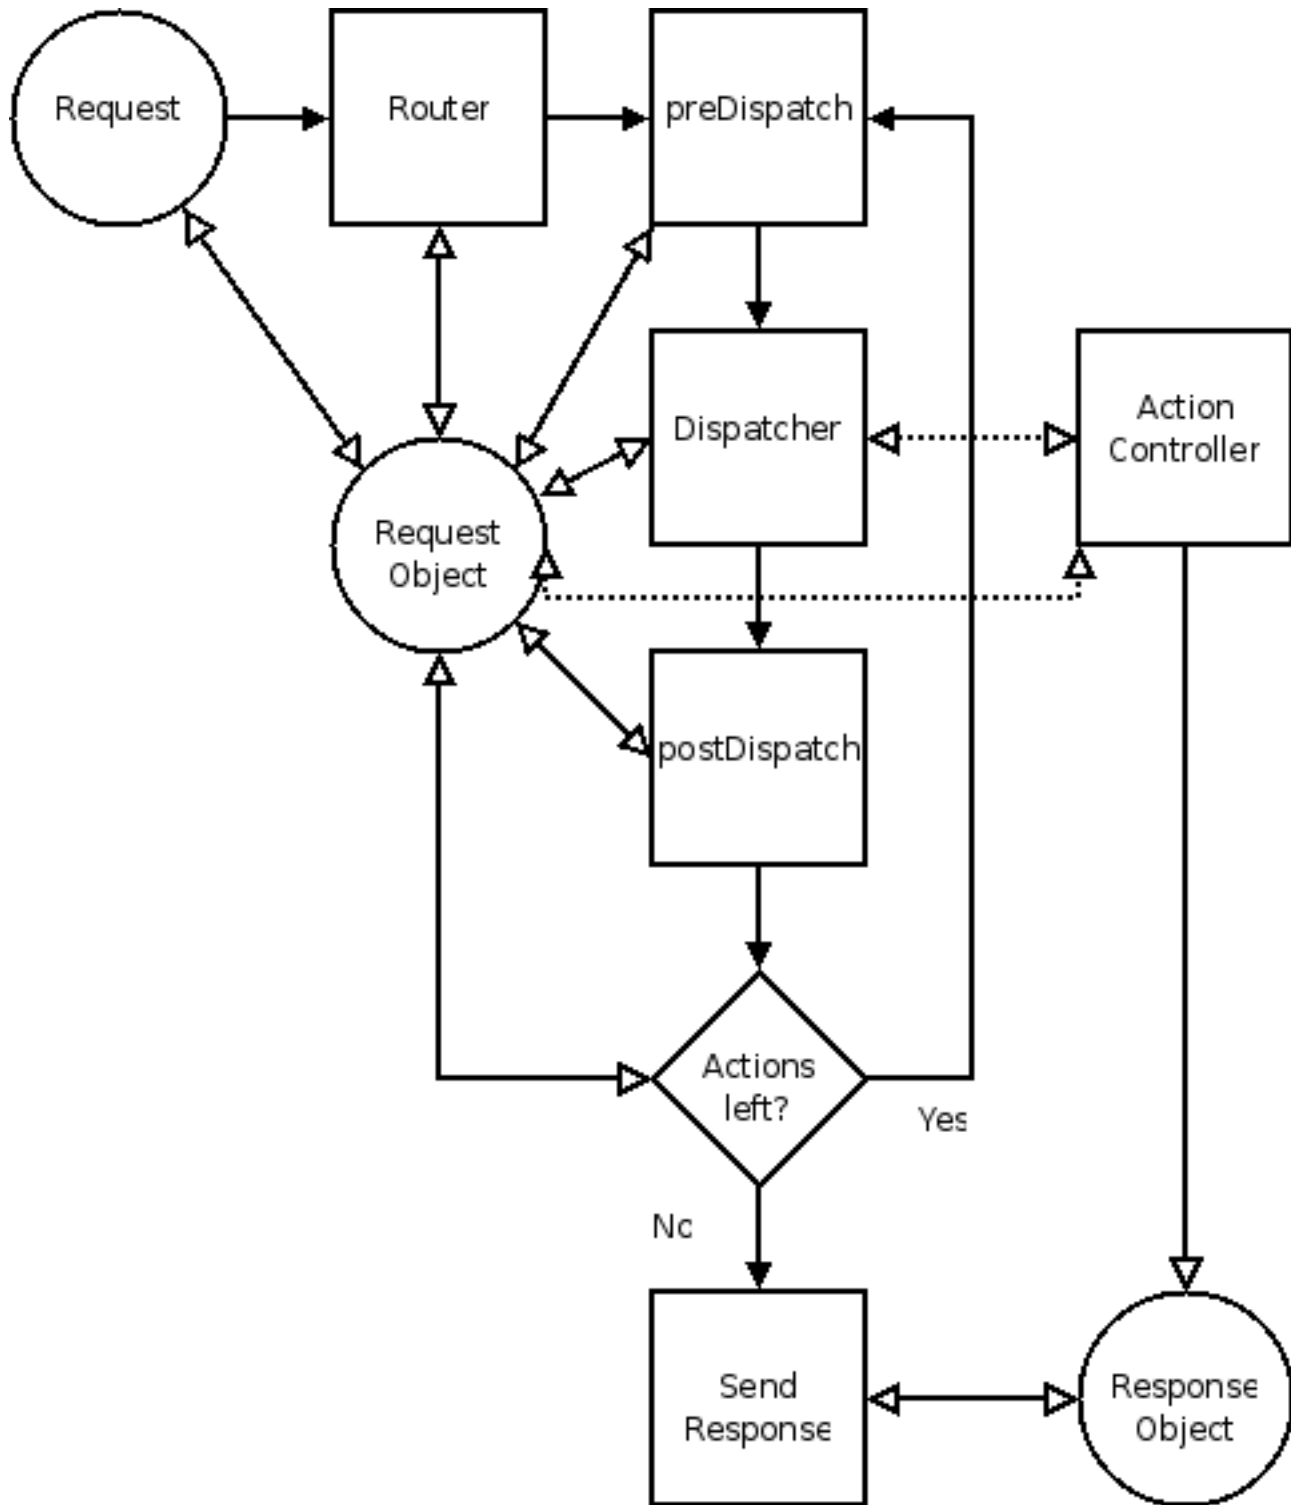 Request
Router
preDispatch
Dispatcher
Action
Controller
Request
Object
postDispatch
Actions
left?
Yes
No
Send
Response
Response
Object